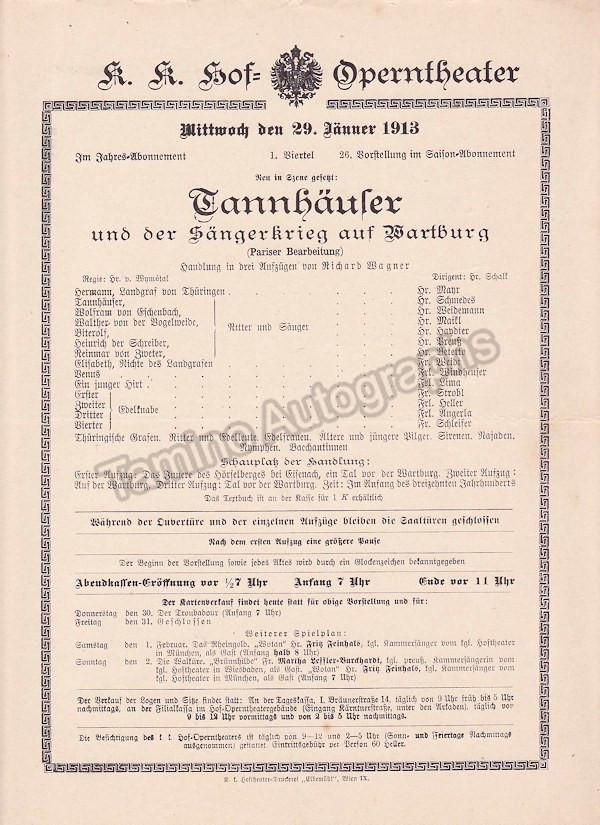 K. K. Hof= Operntheater
Mittwoch den 29. Jänner 1913
Im Jahres-Abonnement 1. Viertel 26. Vorstellung im Saison-Abonnement
Neu in Szene gesetzt:
Tannhäuser
und der Sängerkrieg auf Wartburg
(Pariser Bearbeitung)
Handlung in drei Aufzügen von Richard Wagner
Regie: Hr. v. Wymétal Dirigent: Hr. Schalk
Hermann, Landgraf von Thüringen Hr. Mayr
Tannhäuser, Hr. Schmedes
Wolfram von Eschenbach, Hr. Weidemann
Walther von der Vogelweide, Ritter und Sänger Hr. Maikl
Biterolf, Hr. Haydter
Heinrich der Schreiber, Hr. Preuß
Reinmar von Zweter, Hr. Betetto
Elisabeth, Nichte des Landgrafen Fr. Weidt
Venus Frl. Windheuser
Ein junger Hirt Frl. Lima
Erster Fr. Strobl
Zweiter Edelknabe Frl. Heller
Dritter Frl. Angerla
Vierter Fr. Schleifer
Thüringische Grafen. Ritter und Edelleute. Edelfrauen. Ältere und jüngere Pilger. Sirenen. Najaden.
Nymphen. Bacchantinnen
Schauplatz der Handlung:
Erster Aufzug: Das Innere des Hörselberges bei Eisenach, ein Tal vor der Wartburg. Zweiter Aufzug:
Auf der Wartburg. Dritter Aufzug: Tal vor der Wartburg. Zeit: Im Anfang des dreizehnten Jahrhunderts
Das Textbuch ist an der Kasse für 1 K erhältlich
Während der Ouvertüre und der einzelnen Aufzüge bleiben die Saaltüren geschlossen
Nach dem ersten Aufzug eine größere Pause
Der Beginn der Vorstellung sowie jedes Aktes wird durch ein Glockenzeichen bekanntgegeben
Abendkassen-Eröffnung vor ½7 Uhr Anfang 7 Uhr Ende vor 11 Uhr
Der Kartenverkauf findet heute statt für obige Vorstellung und für:
Donnerstag den 30. Der Troubadour (Anfang 7 Uhr)
Freitag den 31. Geschlossen
Weiterer Spielplan:
Samstag den 1. Februar. Das Rheingold. „Wotan" Hr. Fritz Feinhals, kgl. Kammersänger vom kgl. Hoftheater
in München, als Gast (Anfang halb 8 Uhr)
Sonntag den 2. Die Walküre. „Brünnhilde" Fr. Martha Leffler-Burckhardt, kgl. preuß. Kammersängerin vom
kgl. Hoftheater in Wiesbaden, als Gast. „Wotan" Hr. Fritz Feinhals, kgl. Kammersänger vom
kgl. Hoftheater in München, als Gast (Anfang 7 Uhr)
Der Verkauf der Logen und Sitze findet statt: An der Tageskassa, I. Bräunerstraße 14, täglich von 9 Uhr früh bis 5 Uhr
nachmittags, an der Filialkassa im Hof-Operntheatergebäude (Eingang Kärntnerstraße, unter den Arkaden), täglich von
9 bis 12 Uhr vormittags und von 2 bis 5 Uhr nachmittags.
Die Besichtigung des k. k. Hof-Operntheaters ist täglich von 9—12 und 2—5 Uhr (Sonn- und Feiertage Nachmittags
ausgenommen) gestattet. Eintrittsgebühr per Person 60 Heller.
K. k. Hoftheater-Druckerei „Elbemühl", Wien IX.
Tamino Autographs